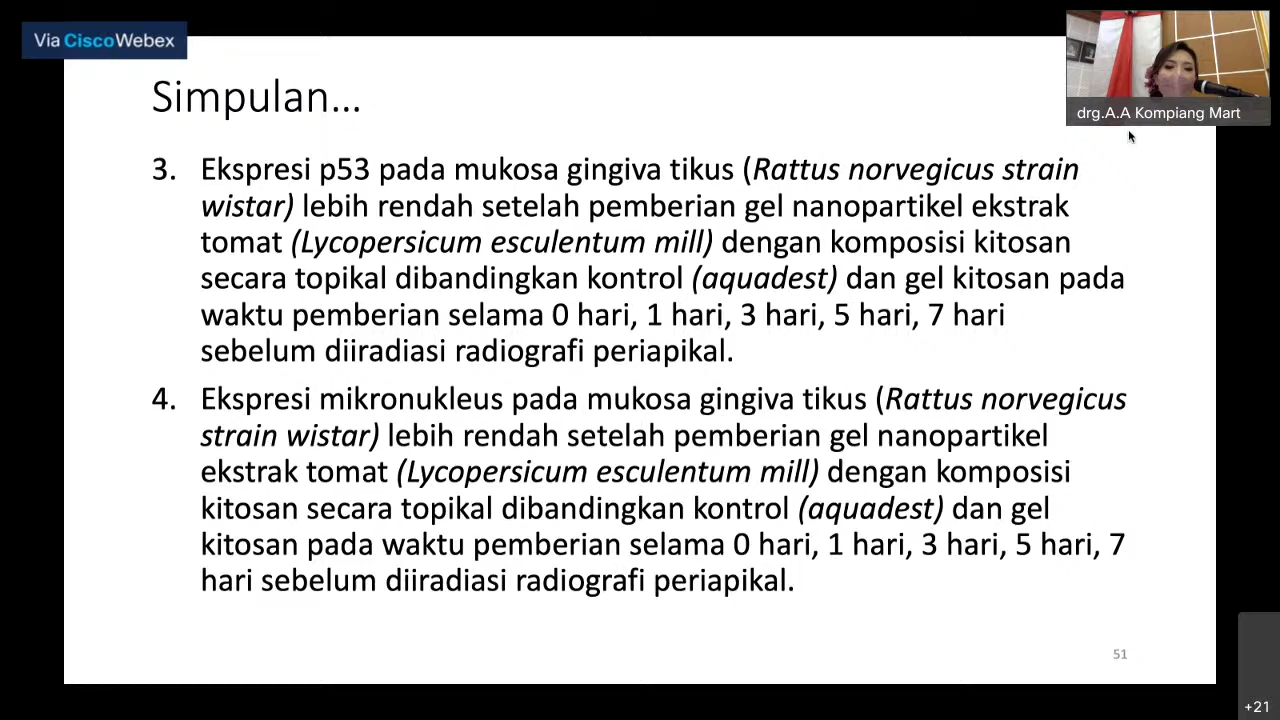 Via CiscoWebex
drg.A.A Kompiang Mart
Simpulan...
3. Ekspresi p53 pada mukosa gingiva tikus (Rattus norvegicus strain
wistar) lebih rendah setelah pemberian gel nanopartikel ekstrak
tomat (Lycopersicum esculentum mill) dengan komposisi kitosan
secara topikal dibandingkan kontrol (aquadest) dan gel kitosan pada
waktu pemberian selama 0 hari, 1 hari, 3 hari, 5 hari, 7 hari
sebelum diiradiasi radiografi periapikal.
4. Ekspresi mikronukleus pada mukosa gingiva tikus (Rattus norvegicus
strain wistar) lebih rendah setelah pemberian gel nanopartikel
ekstrak tomat (Lycopersicum esculentum mill) dengan komposisi
kitosan secara topikal dibandingkan kontrol (aquadest) dan gel
kitosan pada waktu pemberian selama 0 hari, 1 hari, 3 hari, 5 hari, 7
hari sebelum diiradiasi radiografi periapikal.
51
+21